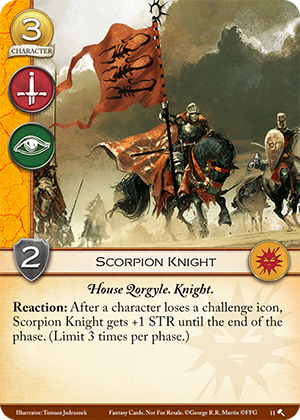 3
CHARACTER
2
SCORPION KNIGHT
House Qorgyle. Knight.
Reaction: After a character loses a challenge icon,
Scorpion Knight gets +1 STR until the end of the
phase. (Limit 3 times per phase.)
Illustrator: Tomasz Jedruszek
Fantasy Cards. Not For Resale. ©George R.R. Martin ©FFG
11